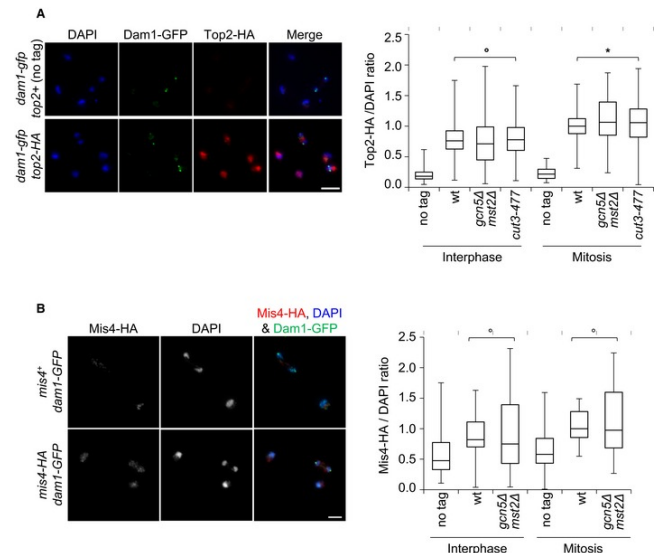 A
DAPI Dam1-GFP Top2-HA Merge
dam1-gfp
top2+ (no tag)
dam1-gfp
top2-HA
Top2-HA /DAPI ratio
2.5
2.0
1.5
1.0
0.5
0.0
o
*
no tag
wt
gcn5Δ
mst2Δ
cut3-477
no tag
wt
gcn5Δ
mst2Δ
cut3-477
Interphase Mitosis
B
Mis4-HA DAPI
Mis4-HA, DAPI
& Dam1-GFP
mis4+
dam1-GFP
mis4-HA
dam1-GFP
Mis4-HA / DAPI ratio
2.5
2.0
1.5
1.0
0.5
0.0
o
o
no tag
wt
gcn5Δ
mst2Δ
no tag
wt
gcn5Δ
mst2Δ
Interphase Mitosis